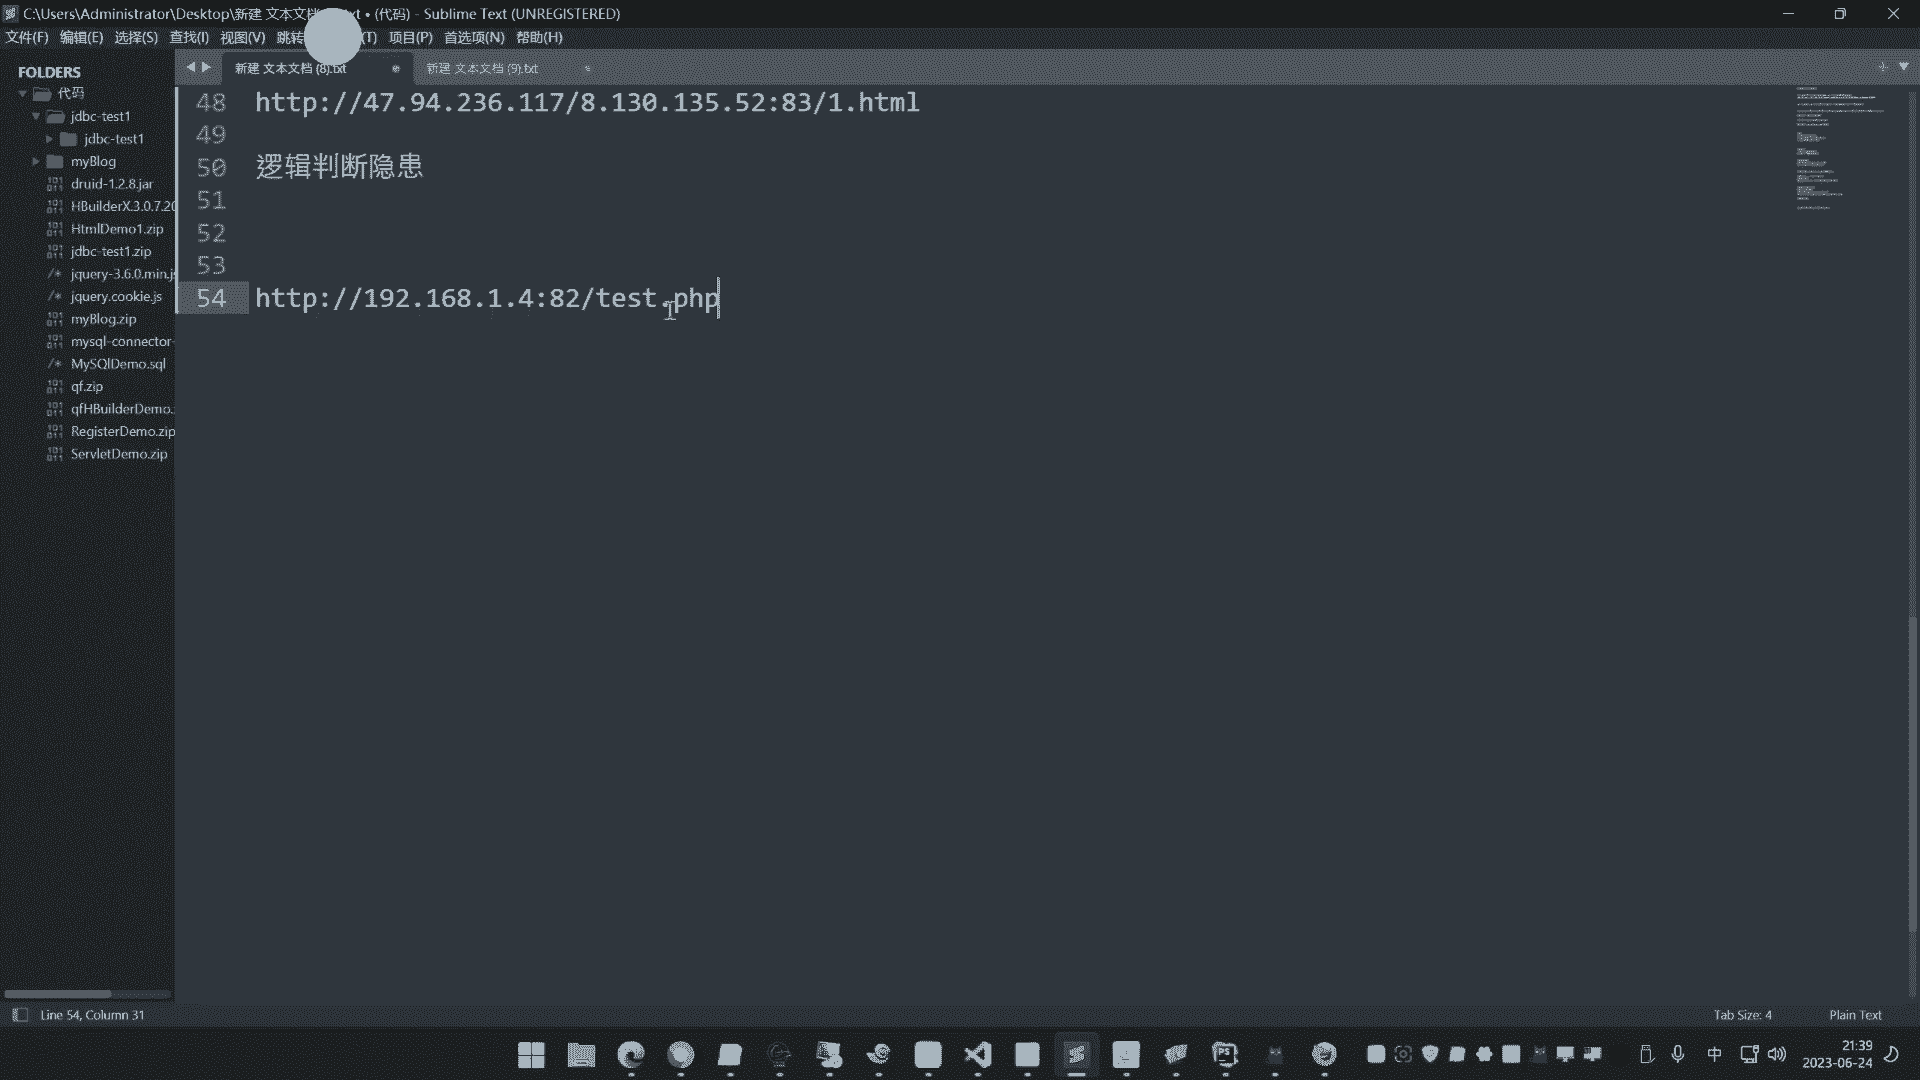 C:\Users\Administrator\Desktop\新建 文本文档 xt • (代码) - Sublime Text (UNREGISTERED)
文件(F) 编辑(E) 选择(S) 查找(I) 视图(V) 跳转 (T) 项目(P) 首选项(N) 帮助(H)
FOLDERS
代码
jdbc-test1
jdbc-test1
myBlog
druid-1.2.8.jar
HBuilderX.3.0.7.20
HtmlDemo1.zip
jdbc-test1.zip
jquery-3.6.0.min.js
jquery.cookie.js
myBlog.zip
mysql-connector-
MySQlDemo.sql
qf.zip
qfHBuilderDemo.
RegisterDemo.zip
ServletDemo.zip
新建 文本文档 (8).txt 新建 文本文档 (9).txt
48 http://47.94.236.117/8.130.135.52:83/1.html
49
50 逻辑判断隐患
51
52
53
54 http://192.168.1.4:82/test.php
Line 54, Column 31
Tab Size: 4 Plain Text
PS
中
21:39
2023-06-24